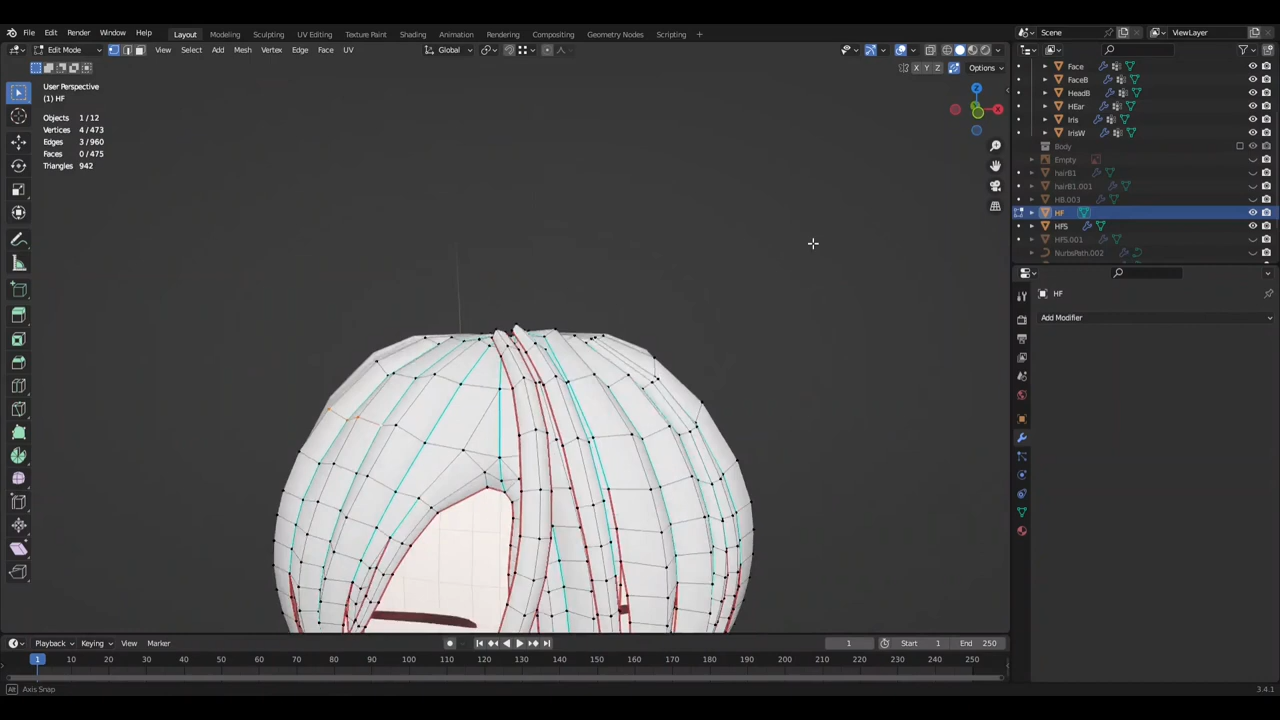 File Edit Render Window Help Layout Modeling Sculpting UV Editing Texture Paint Shading Animation Rendering Compositing Geometry Nodes Scripting Scene ViewLayer
Edit Mode View Select Add Mesh Vertex Edge Face UV Global
X Y Z Options
User Perspective
(1) HF
Objects 1/12
Vertices 4/473
Edges 3/960
Faces 0/475
Triangles 942
Z
X
Face
FaceB
HeadB
HEar
Iris
IrisW
Body
Empty
hairB1
hairB1.001
HB.003
HF
HFS
HFS.001
NurbsPath.002
HF
Add Modifier
Playback Keying View Marker 1 Start 1 End 250
1 10 20 30 40 50 60 70 80 90 100 110 120 130 140 150 160 170 180 190 200 210 220 230 240 250
Alt Axis Snap 3.4.1